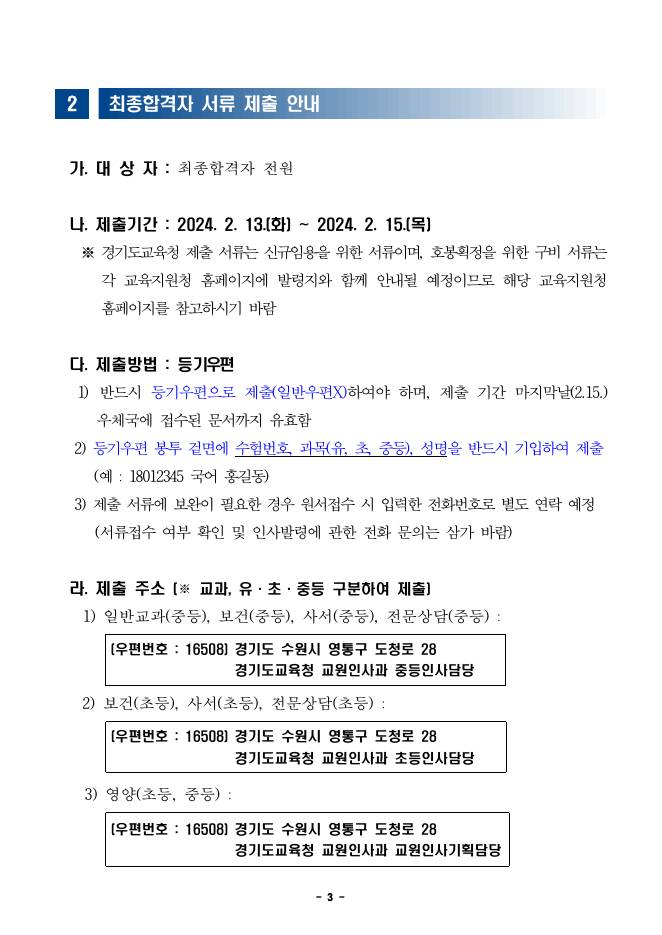 2 최종합격자 서류 제출 안내
가. 대 상 자 : 최종합격자 전원
나. 제출기간 : 2024. 2. 13.(화) ~ 2024. 2. 15.(목)
※ 경기도교육청 제출 서류는 신규임용을 위한 서류이며, 호봉획정을 위한 구비 서류는
각 교육지원청 홈페이지에 발령지와 함께 안내될 예정이므로 해당 교육지원청
홈페이지를 참고하시기 바람
다. 제출방법 : 등기우편
1) 반드시 등기우편으로 제출(일반우편X)하여야 하며, 제출 기간 마지막날(2.15.)
우체국에 접수된 문서까지 유효함
2) 등기우편 봉투 겉면에 수험번호, 과목(유, 초, 중등), 성명을 반드시 기입하여 제출
(예 : 18012345 국어 홍길동)
3) 제출 서류에 보완이 필요한 경우 원서접수 시 입력한 전화번호로 별도 연락 예정
(서류접수 여부 확인 및 인사발령에 관한 전화 문의는 삼가 바람)
라. 제출 주소 (※ 교과, 유·초·중등 구분하여 제출)
1) 일반교과(중등), 보건(중등), 사서(중등), 전문상담(중등) :
(우편번호 : 16508) 경기도 수원시 영통구 도청로 28
경기도교육청 교원인사과 중등인사담당
2) 보건(초등), 사서(초등), 전문상담(초등) :
(우편번호 : 16508) 경기도 수원시 영통구 도청로 28
경기도교육청 교원인사과 초등인사담당
3) 영양(초등, 중등) :
(우편번호 : 16508) 경기도 수원시 영통구 도청로 28
경기도교육청 교원인사과 교원인사기획담당
- 3 -